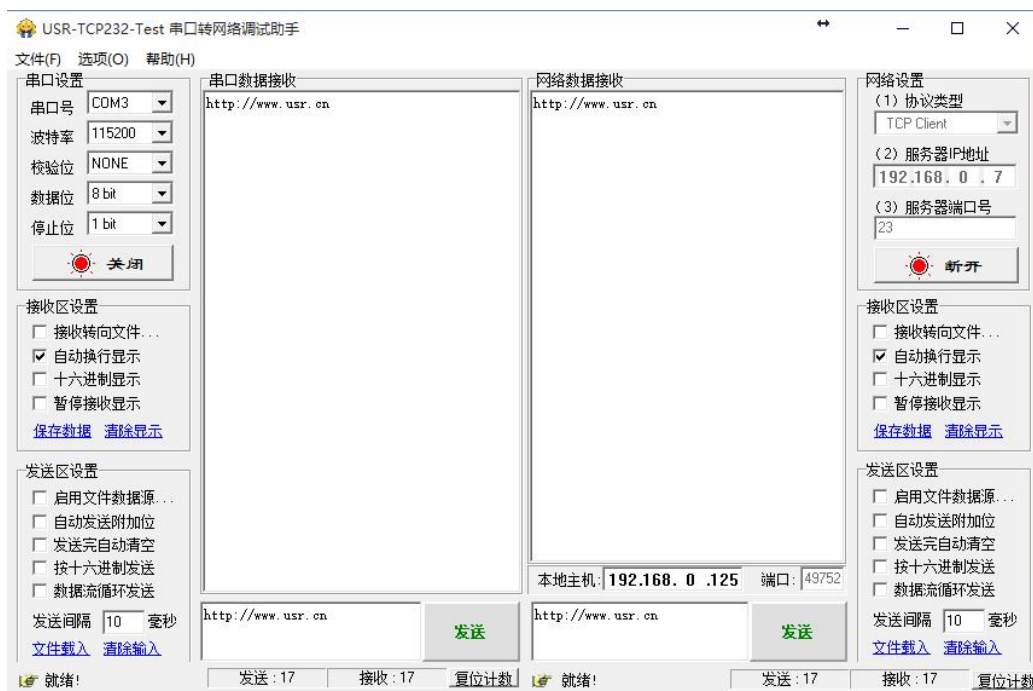 USR-TCP232-Test 串口转网络调试助手
文件(F) 选项(O) 帮助(H)
串口设置
串口号 COM3
波特率 115200
校验位 NONE
数据位 8 bit
停止位 1 bit
关闭
接收区设置
接收转向文件...
自动换行显示
十六进制显示
暂停接收显示
保存数据 清除显示
发送区设置
启用文件数据源...
自动发送附加位
发送完自动清空
按十六进制发送
数据流循环发送
发送间隔 10 毫秒
文件载入 清除输入
串口数据接收
http://www.usr.cn
http://www.usr.cn
发送
网络数据接收
http://www.usr.cn
本地主机: 192.168. 0 .125 端口: 49752
http://www.usr.cn
发送
网络设置
(1) 协议类型
TCP Client
(2) 服务器IP地址
192.168. 0 . 7
(3) 服务器端口号
23
断开
接收区设置
接收转向文件...
自动换行显示
十六进制显示
暂停接收显示
保存数据 清除显示
发送区设置
启用文件数据源...
自动发送附加位
发送完自动清空
按十六进制发送
数据流循环发送
发送间隔 10 毫秒
文件载入 清除输入
就绪! 发送 : 17 接收 : 17 复位计数
就绪! 发送 : 17 接收 : 17 复位计数